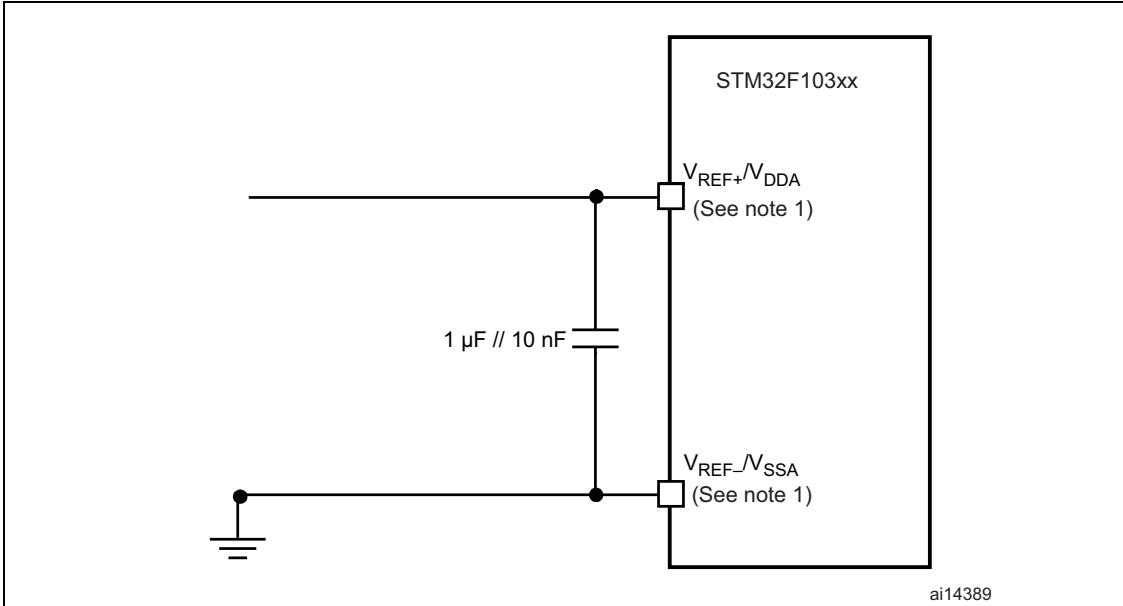 STM32F103xx
VREF+/VDDA
(See note 1)
1 µF // 10 nF
VREF–/VSSA
(See note 1)
ai14389